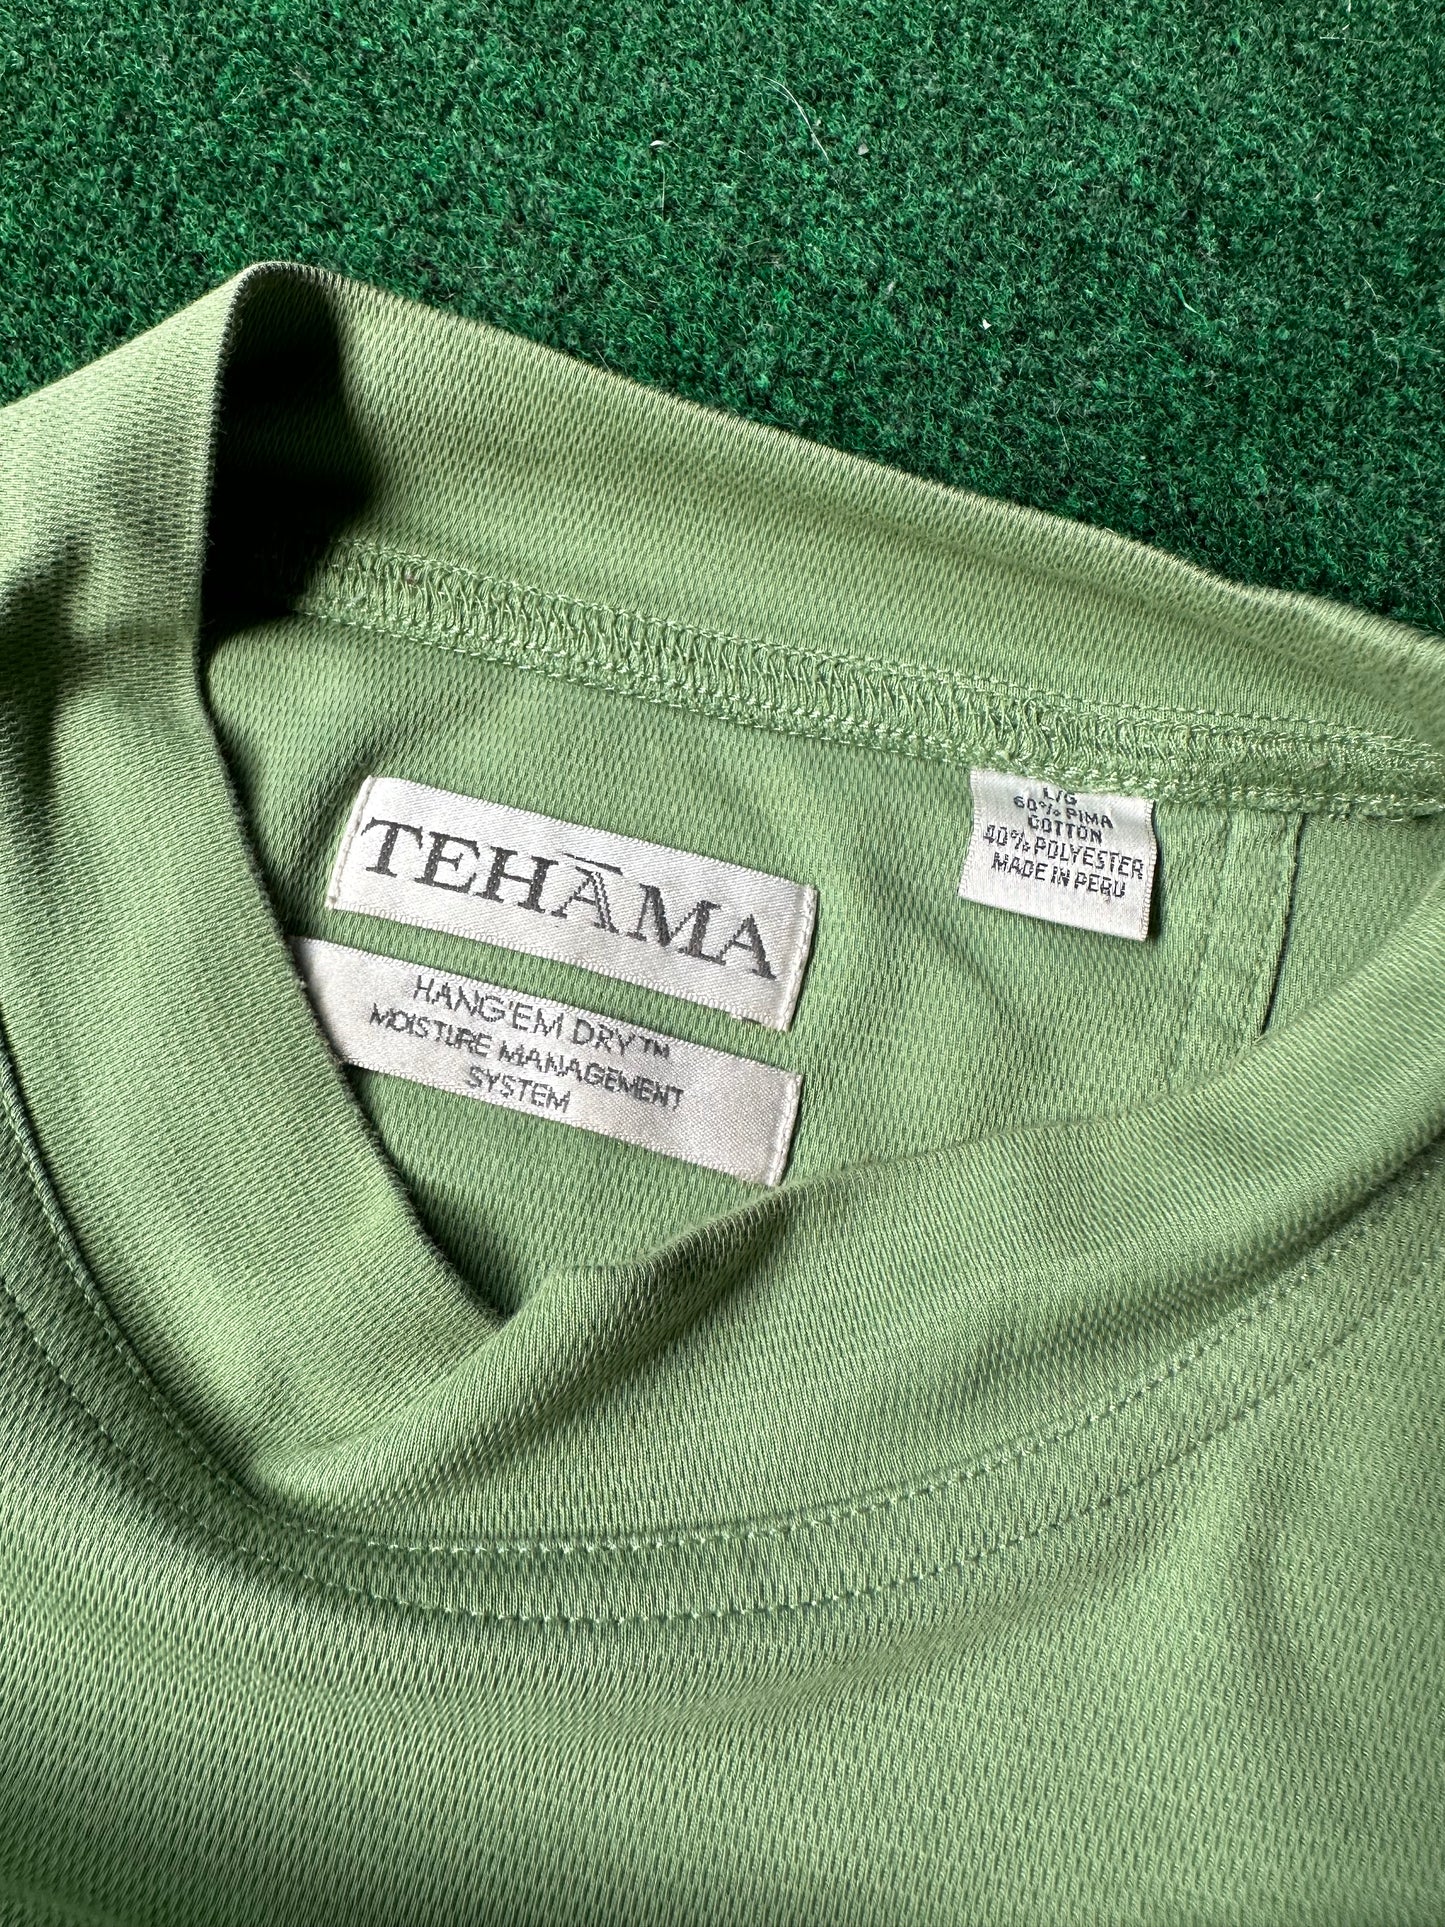 TEHĀMA
HANG'EM DRY™
MOISTURE MANAGEMENT
SYSTEM
L/G
60% PIMA
COTTON
40% POLYESTER
MADE IN PERU